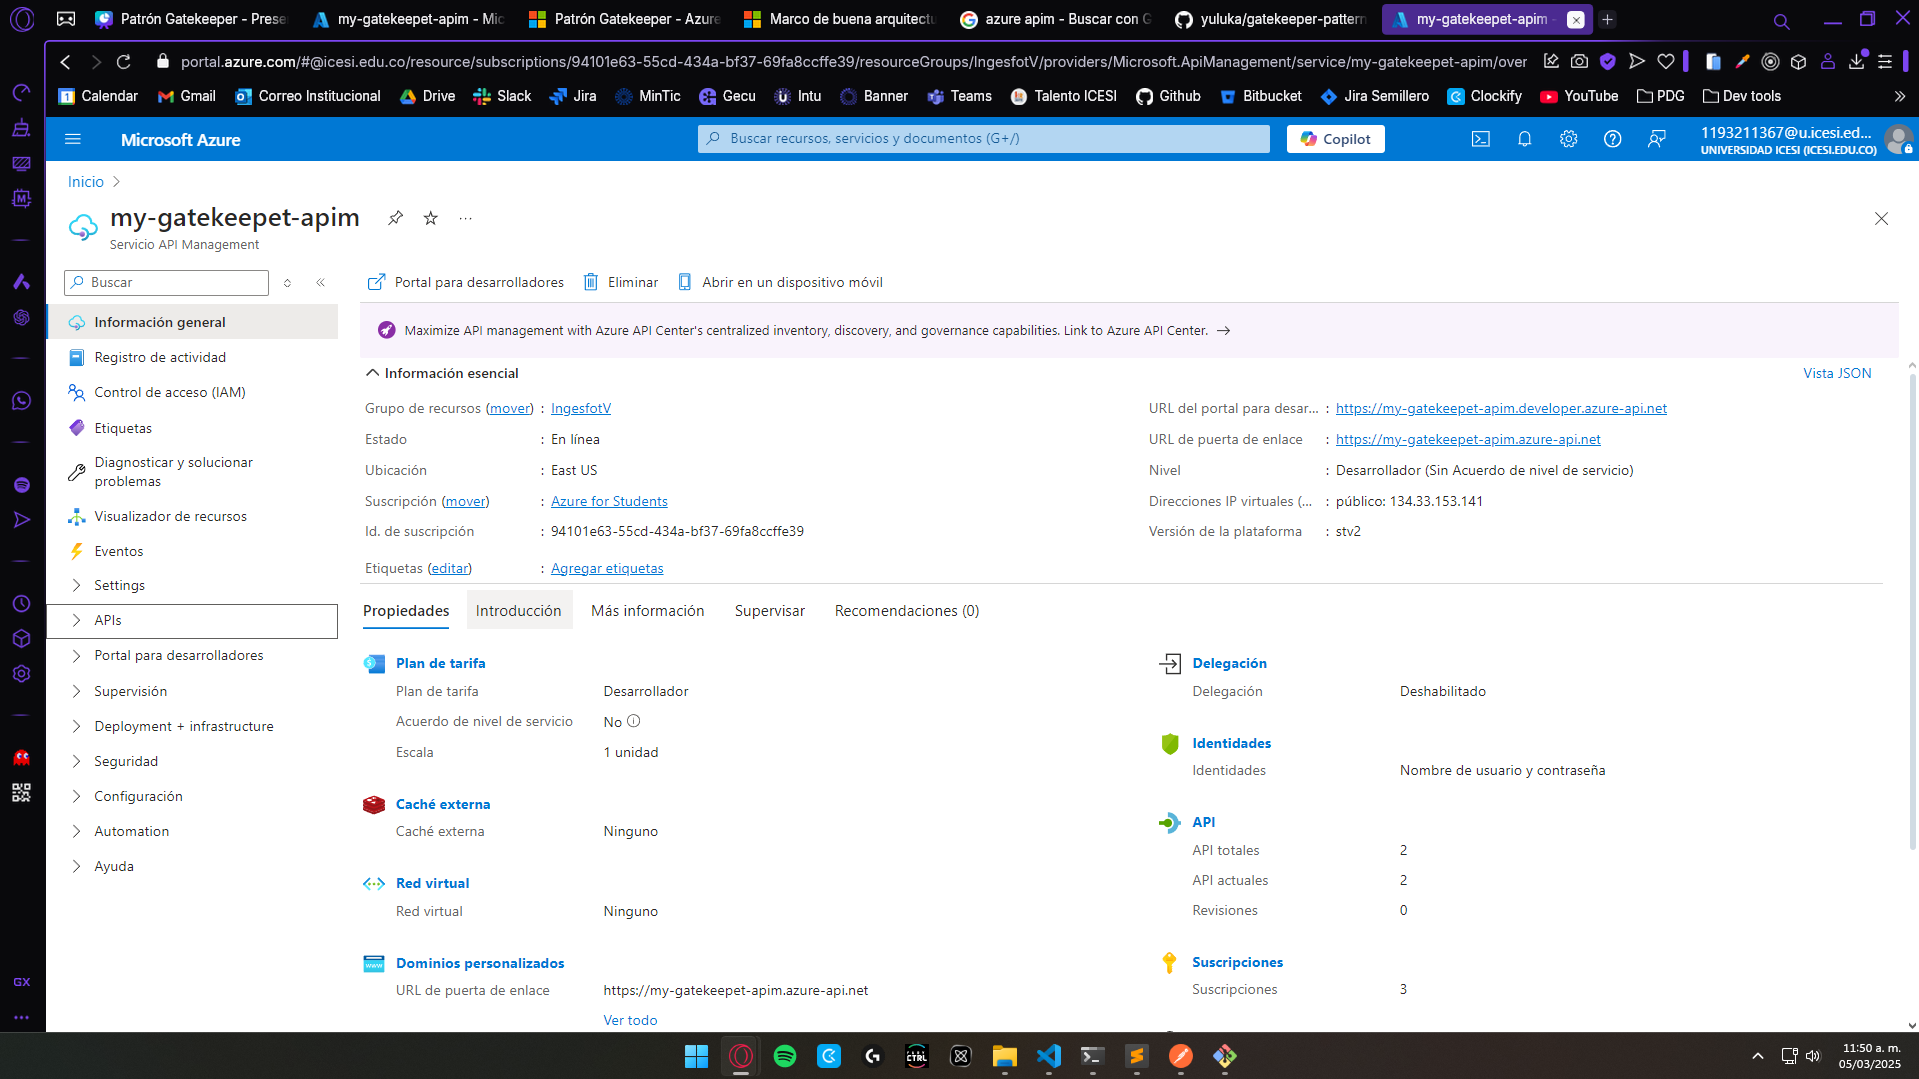 Patrón Gatekeeper - Prese
my-gatekeepet-apim - Mic
Patrón Gatekeeper - Azure
Marco de buena arquitectu
azure apim - Buscar con G
yuluka/gatekeeper-pattern
my-gatekeepet-apim -
portal.azure.com/#@icesi.edu.co/resource/subscriptions/94101e63-55cd-434a-bf37-69fa8ccffe39/resourceGroups/IngesfotV/providers/Microsoft.ApiManagement/service/my-gatekeepet-apim/over
Calendar Gmail Correo Institucional Drive Slack Jira MinTic Gecu Intu Banner Teams Talento ICESI Github Bitbucket Jira Semillero Clockify YouTube PDG Dev tools
Microsoft Azure
Buscar recursos, servicios y documentos (G+/)
Copilot
1193211367@u.icesi.ed...
UNIVERSIDAD ICESI (ICESI.EDU.CO)
Inicio
my-gatekeepet-apim
Servicio API Management
Buscar
Información general
Registro de actividad
Control de acceso (IAM)
Etiquetas
Diagnosticar y solucionar
problemas
Visualizador de recursos
Eventos
Settings
APIs
Portal para desarrolladores
Supervisión
Deployment + infrastructure
Seguridad
Configuración
Automation
Ayuda
Portal para desarrolladores Eliminar Abrir en un dispositivo móvil
Maximize API management with Azure API Center's centralized inventory, discovery, and governance capabilities. Link to Azure API Center.
Información esencial
Vista JSON
Grupo de recursos (mover) : IngesfotV
Estado : En línea
Ubicación : East US
Suscripción (mover) : Azure for Students
Id. de suscripción : 94101e63-55cd-434a-bf37-69fa8ccffe39
Etiquetas (editar) : Agregar etiquetas
URL del portal para desar... : https://my-gatekeepet-apim.developer.azure-api.net
URL de puerta de enlace : https://my-gatekeepet-apim.azure-api.net
Nivel : Desarrollador (Sin Acuerdo de nivel de servicio)
Direcciones IP virtuales (... : público: 134.33.153.141
Versión de la plataforma : stv2
Propiedades Introducción Más información Supervisar Recomendaciones (0)
Plan de tarifa
Plan de tarifa Desarrollador
Acuerdo de nivel de servicio No
Escala 1 unidad
Caché externa
Caché externa Ninguno
Red virtual
Red virtual Ninguno
Dominios personalizados
URL de puerta de enlace https://my-gatekeepet-apim.azure-api.net
Ver todo
Delegación
Delegación Deshabilitado
Identidades
Identidades Nombre de usuario y contraseña
API
API totales 2
API actuales 2
Revisiones 0
Suscripciones
Suscripciones 3
GX
CTRL
11:50 a. m.
05/03/2025